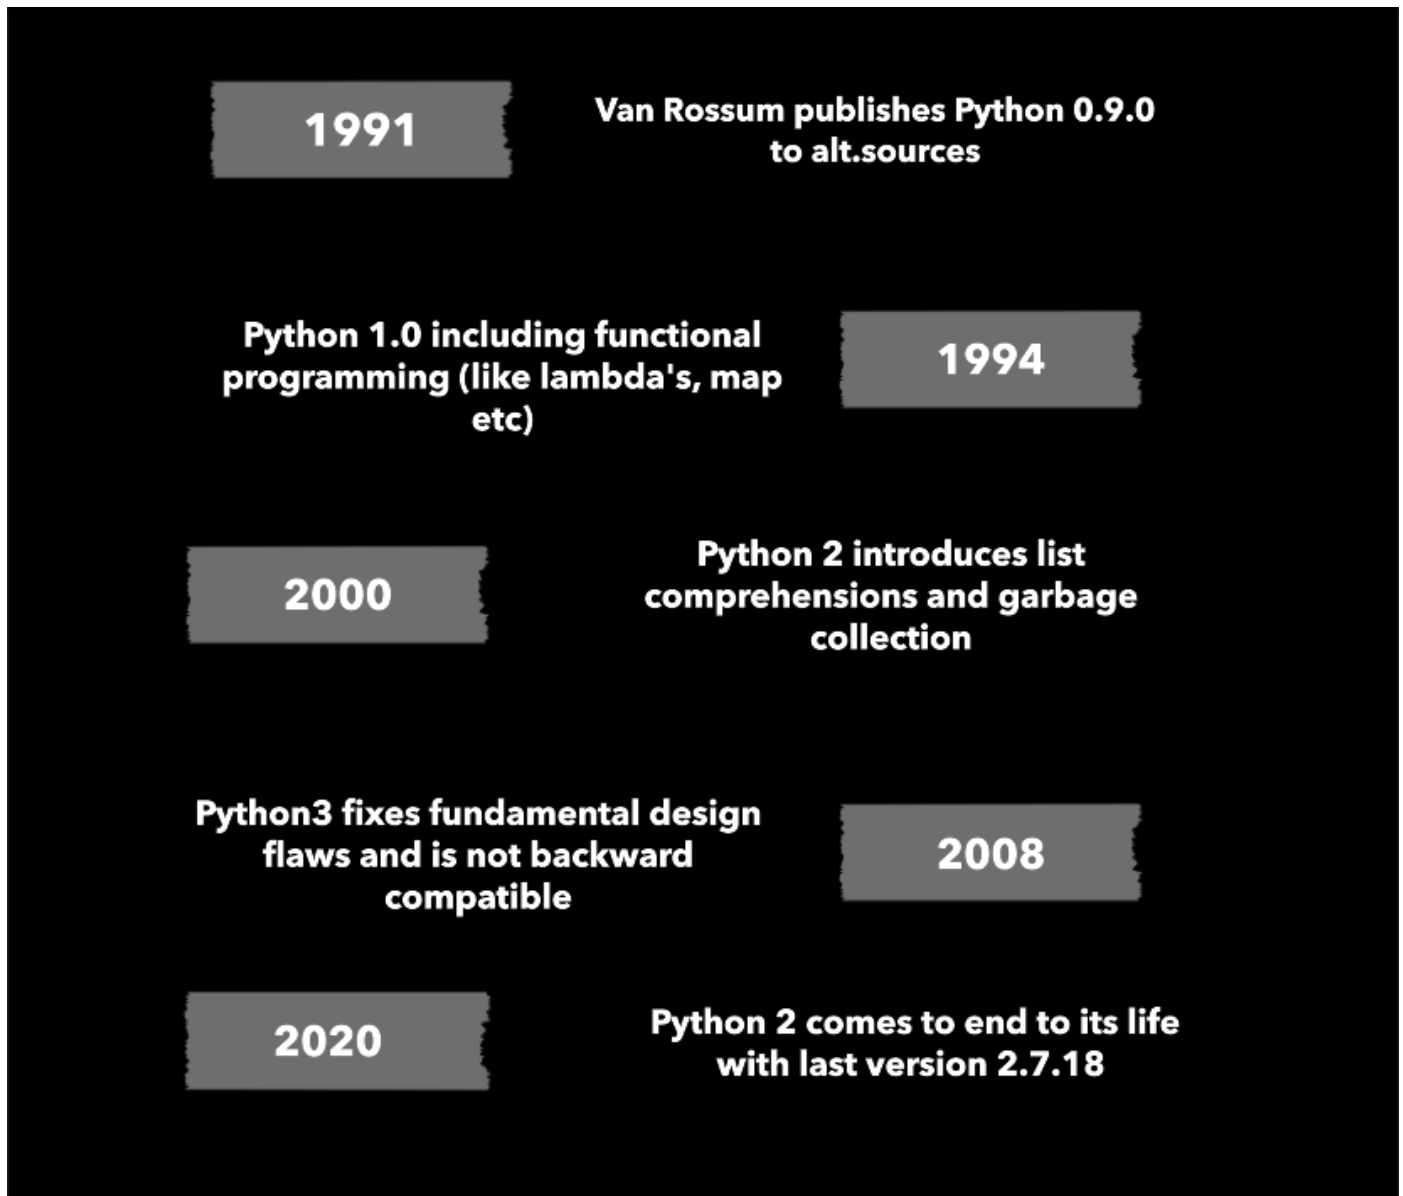 1991
Van Rossum publishes Python 0.9.0
to alt.sources
Python 1.0 including functional
programming (like lambda's, map
etc)
1994
2000
Python 2 introduces list
comprehensions and garbage
collection
Python3 fixes fundamental design
flaws and is not backward
compatible
2008
2020
Python 2 comes to end to its life
with last version 2.7.18